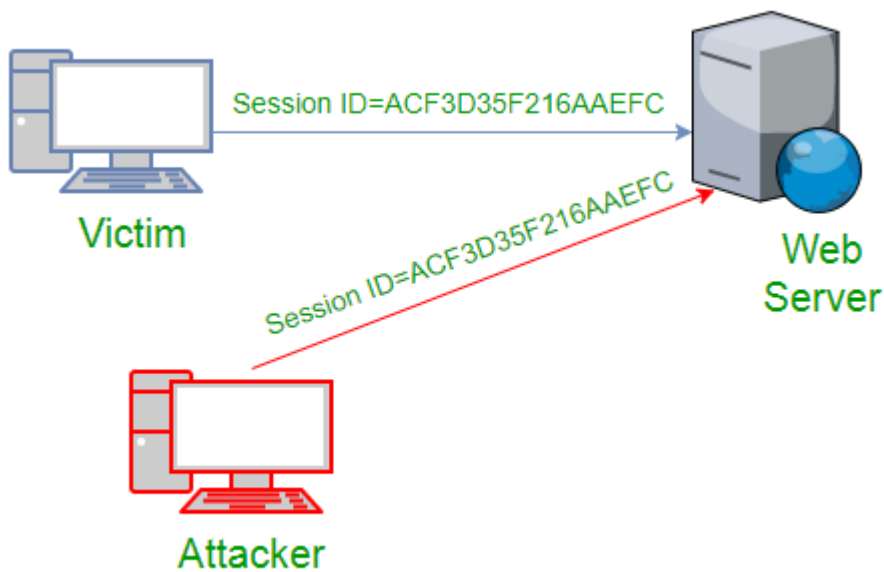 Session ID=ACF3D35F216AAEFC
Victim
Session ID=ACF3D35F216AAEFC
Web
Server
Attacker